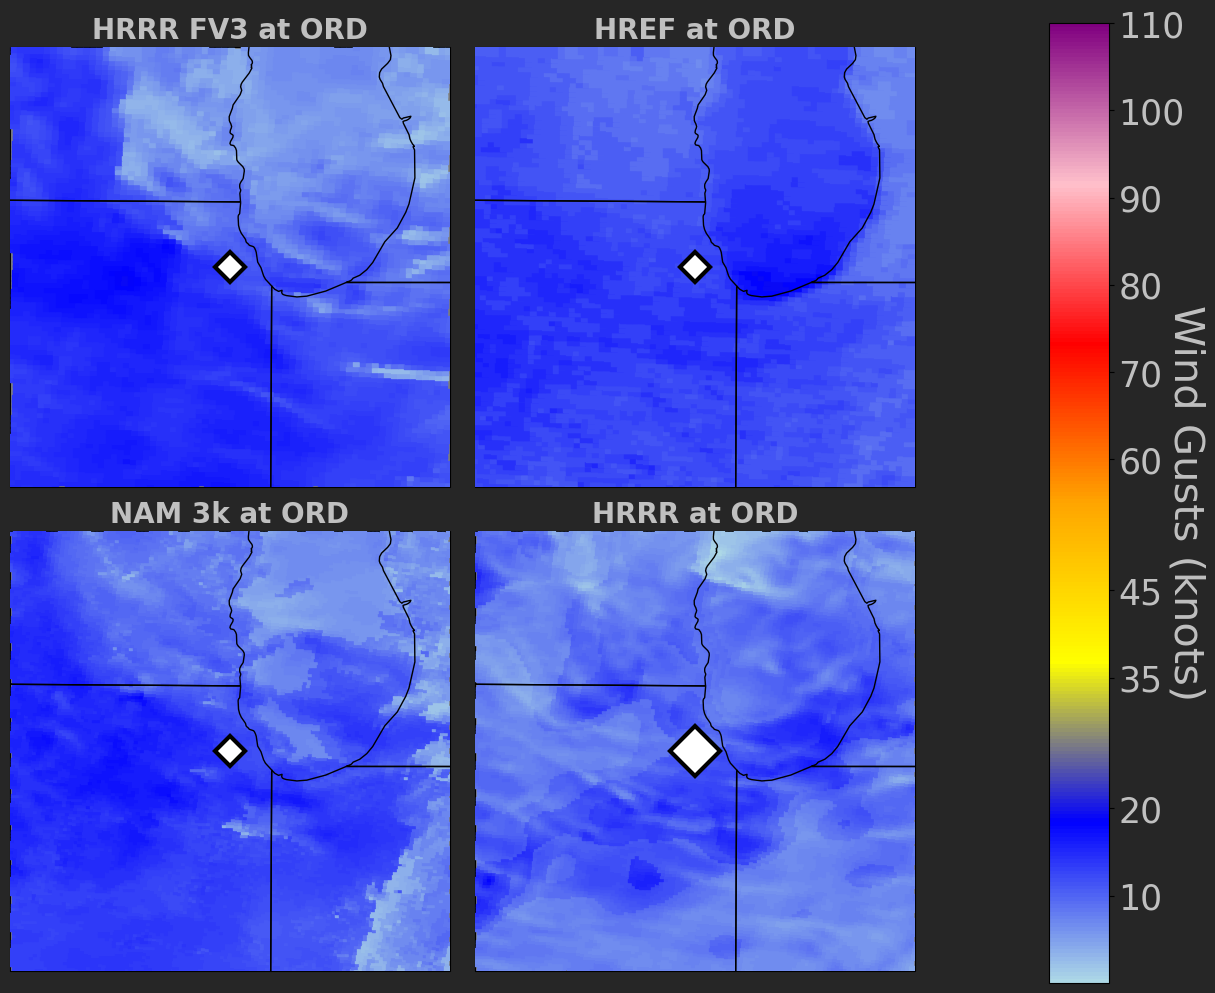 HRRR FV3 at ORD
HREF at ORD
NAM 3k at ORD
HRRR at ORD
110
100
90
80
70
60
45
35
20
10
Wind Gusts (knots)